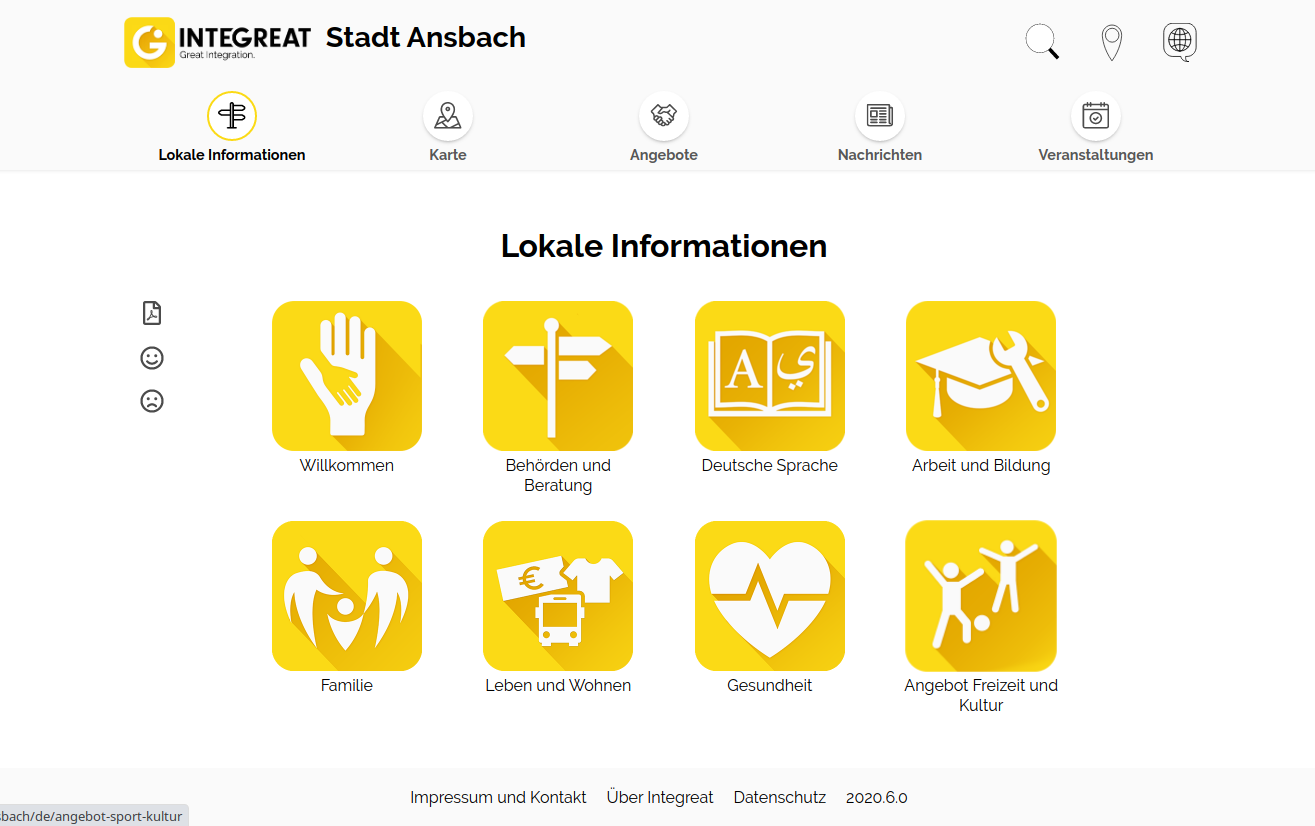 INTEGREAT
Great Integration.
Stadt Ansbach
Lokale Informationen
Karte
Angebote
Nachrichten
Veranstaltungen
Lokale Informationen
A ي
Willkommen
Behörden und
Beratung
Deutsche Sprache
Arbeit und Bildung
€
Familie
Leben und Wohnen
Gesundheit
Angebot Freizeit und
Kultur
Impressum und Kontakt
Über Integreat
Datenschutz
2020.6.0
sbach/de/angebot-sport-kultur